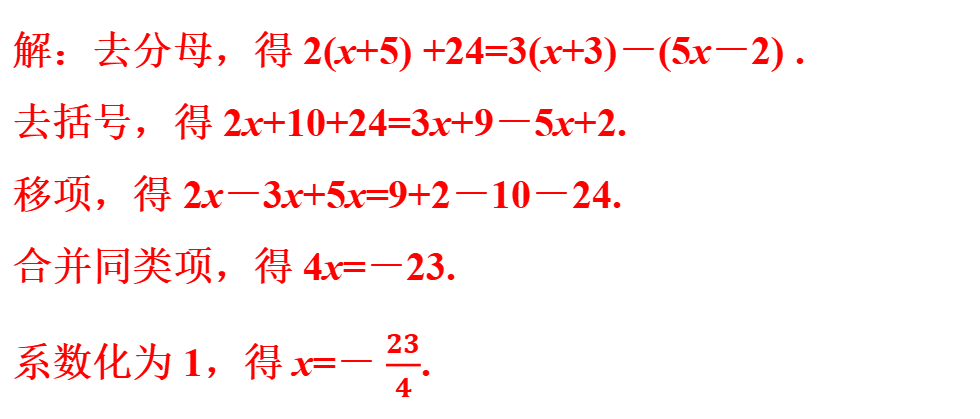 解：去分母，得 2(x+5) +24=3(x+3)－(5x－2) .
去括号，得 2x+10+24=3x+9－5x+2.
移项，得 2x－3x+5x=9+2－10－24.
合并同类项，得 4x=－23.
系数化为 1，得 x=－ 23/4.